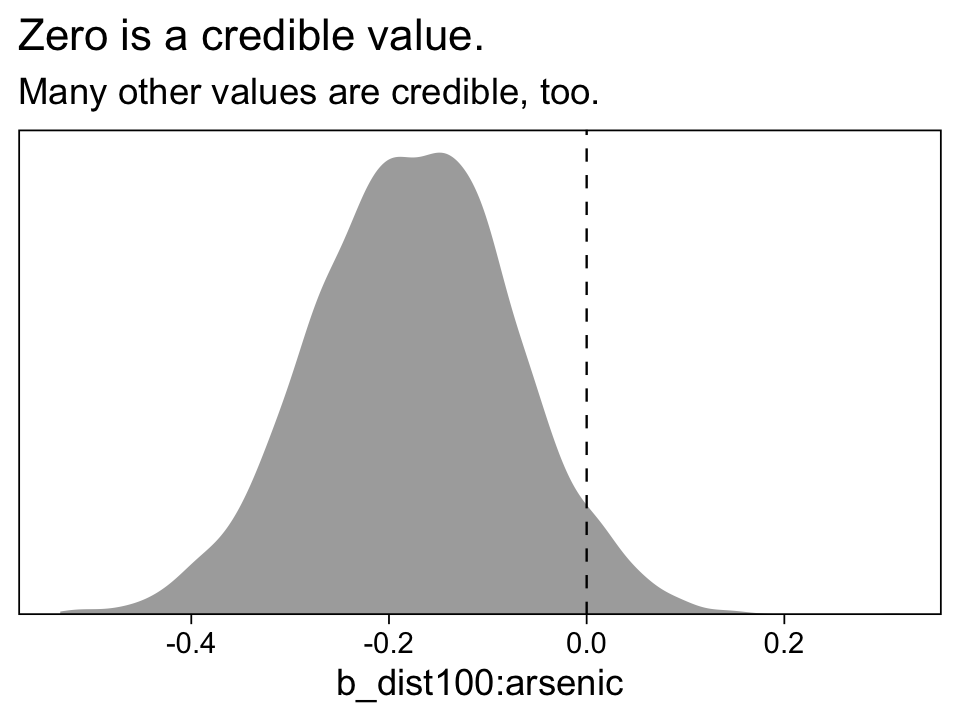 Zero is a credible value.
Many other values are credible, too.
-0.4 -0.2 0.0 0.2
b_dist100:arsenic